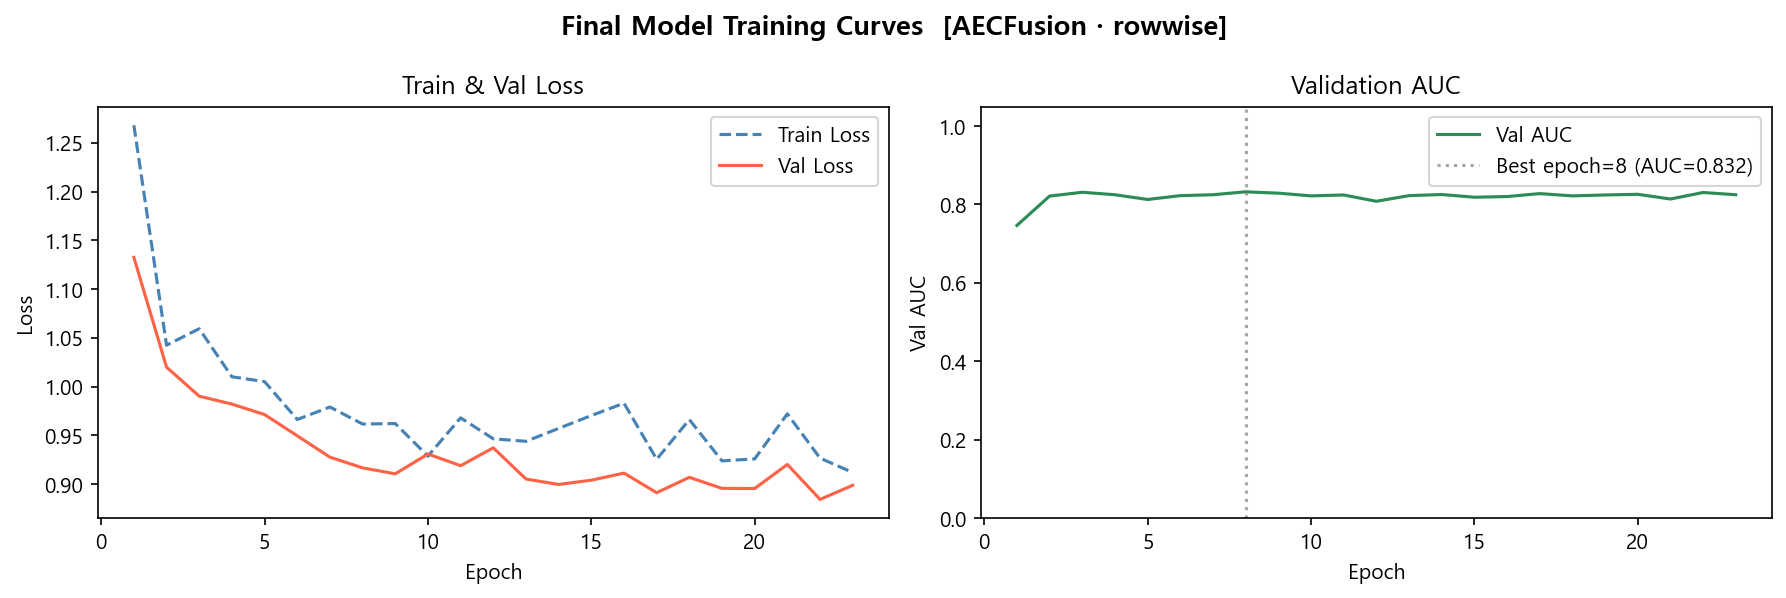 Final Model Training Curves [AECFusion · rowwise]
Train & Val Loss
Train Loss
Val Loss
Loss
1.25
1.20
1.15
1.10
1.05
1.00
0.95
0.90
0
5
10
15
20
Epoch
Validation AUC
Val AUC
Best epoch=8 (AUC=0.832)
Val AUC
1.0
0.8
0.6
0.4
0.2
0.0
0
5
10
15
20
Epoch